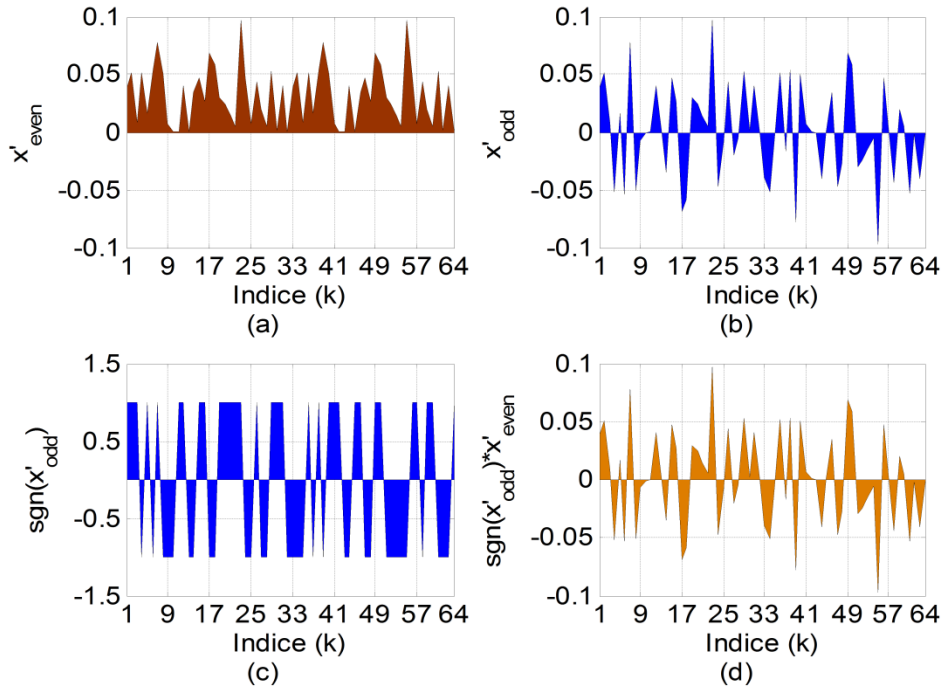 0.1
0.05
0
-0.05
-0.1
x'even
1 9 17 25 33 41 49 57 64
Indice (k)
(a)
0.1
0.05
0
-0.05
-0.1
x'odd
1 9 17 25 33 41 49 57 64
Indice (k)
(b)
1.5
0.5
-0.5
-1.5
sgn(x'odd)
1 9 17 25 33 41 49 57 64
Indice (k)
(c)
0.1
0.05
0
-0.05
-0.1
sgn(x'odd)*x'even
1 9 17 25 33 41 49 57 64
Indice (k)
(d)